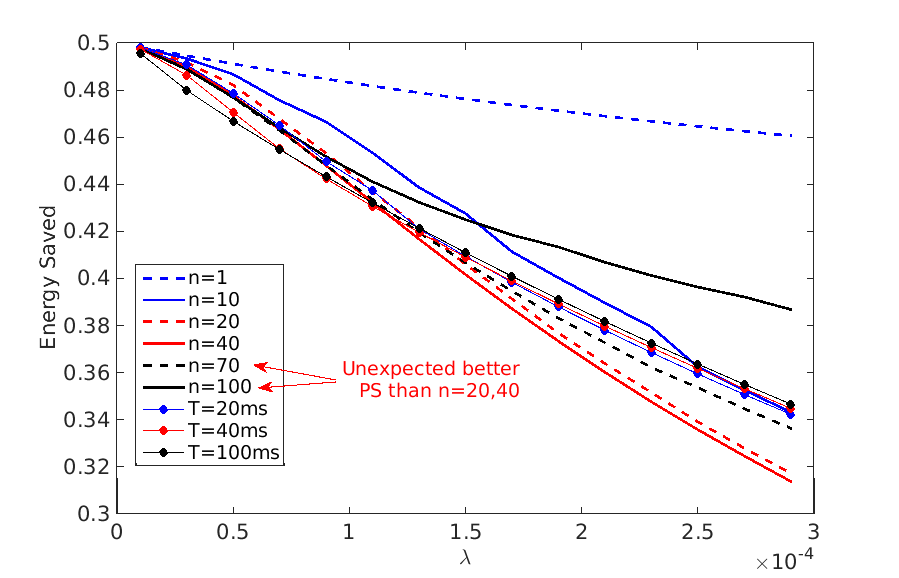 0.5
0.48
0.46
0.44
0.42
0.4
0.38
0.36
0.34
0.32
0.3
Energy Saved
n=1
n=10
n=20
n=40
n=70
n=100
T=20ms
T=40ms
T=100ms
Unexpected better
PS than n=20,40
0 0.5 1 1.5 2 2.5 3
λ
×10⁻⁴